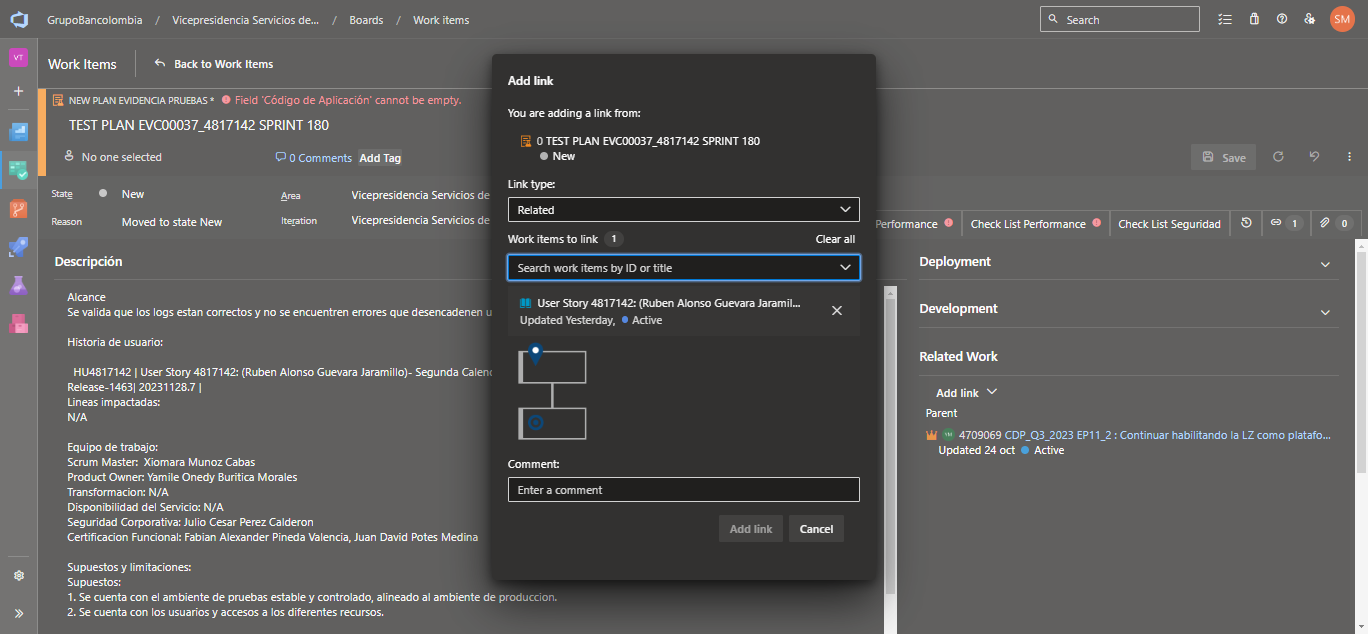 GrupoBancolombia / Vicepresidencia Servicios de... / Boards / Work items
Search
SM
VT
Work Items
Back to Work Items
NEW PLAN EVIDENCIA PRUEBAS * Field 'Código de Aplicación' cannot be empty.
TEST PLAN EVC00037_4817142 SPRINT 180
No one selected
0 Comments
Add Tag
Save
State
New
Area
Vicepresidencia Servicios de
Reason
Moved to state New
Iteration
Vicepresidencia Servicios de
Performance
Check List Performance
Check List Seguridad
1
0
Descripción
Alcance
Se valida que los logs estan correctos y no se encuentren errores que desencadenen u
Historia de usuario:
HU4817142 | User Story 4817142: (Ruben Alonso Guevara Jaramillo)- Segunda Calenc
Release-1463| 20231128.7 |
Lineas impactadas:
N/A
Equipo de trabajo:
Scrum Master: Xiomara Munoz Cabas
Product Owner: Yamile Onedy Buritica Morales
Transformacion: N/A
Disponibilidad del Servicio: N/A
Seguridad Corporativa: Julio Cesar Perez Calderon
Certificacion Funcional: Fabian Alexander Pineda Valencia, Juan David Potes Medina
Supuestos y limitaciones:
Supuestos:
1. Se cuenta con el ambiente de pruebas estable y controlado, alineado al ambiente de produccion.
2. Se cuenta con los usuarios y accesos a los diferentes recursos.
Add link
You are adding a link from:
0 TEST PLAN EVC00037_4817142 SPRINT 180
New
Link type:
Related
Work items to link 1
Clear all
Search work items by ID or title
User Story 4817142: (Ruben Alonso Guevara Jaramil...
Updated Yesterday, Active
Comment:
Enter a comment
Add link
Cancel
Deployment
Development
Related Work
Add link
Parent
YM 4709069 CDP_Q3_2023 EP11_2 : Continuar habilitando la LZ como platafo...
Updated 24 oct Active